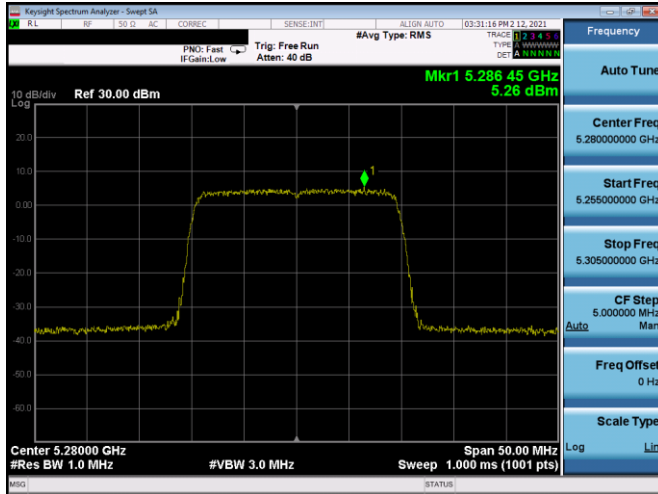 Keysight Spectrum Analyzer - Swept SA
RL RF 50 Ω AC CORREC SENSE:INT ALIGN AUTO 03:31:16 PM 2 12, 2021
#Avg Type: RMS
TRACE 1 2 3 4 5 6
PNO: Fast Trig: Free Run TYPE A WWWWW
IFGain:Low Atten: 40 dB DET A N N N N N
Mkr1 5.286 45 GHz
10 dB/div Ref 30.00 dBm 5.26 dBm
Log
20.0
10.0
1
0.00
-10.0
-20.0
-30.0
-40.0
-50.0
-60.0
Center 5.28000 GHz Span 50.00 MHz
#Res BW 1.0 MHz #VBW 3.0 MHz Sweep 1.000 ms (1001 pts)
MSG STATUS
Frequency
Auto Tune
Center Freq
5.280000000 GHz
Start Freq
5.255000000 GHz
Stop Freq
5.305000000 GHz
CF Step
5.000000 MHz
Auto Man
Freq Offset
0 Hz
Scale Type
Log Lin